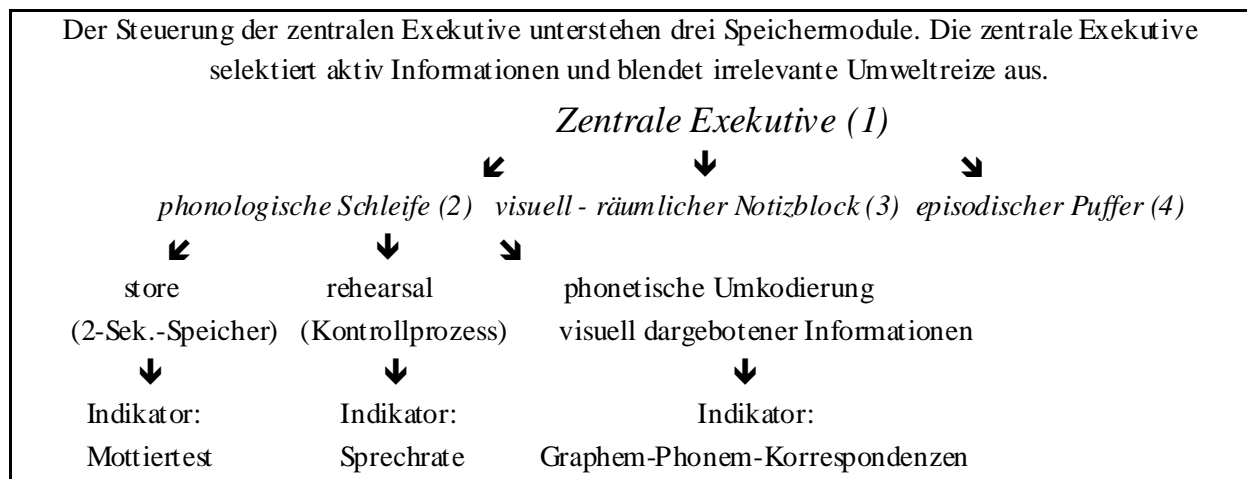 Der Steuerung der zentralen Exekutive unterstehen drei Speichermodule. Die zentrale Exekutive
selektiert aktiv Informationen und blendet irrelevante Umweltreize aus.
Zentrale Exekutive (1)
phonologische Schleife (2) visuell - räumlicher Notizblock (3) episodischer Puffer (4)
store rehearsal phonetische Umkodierung
(2-Sek.-Speicher) (Kontrollprozess) visuell dargebotener Informationen
Indikator: Indikator: Indikator:
Mottiertest Sprechrate Graphem-Phonem-Korrespondenzen